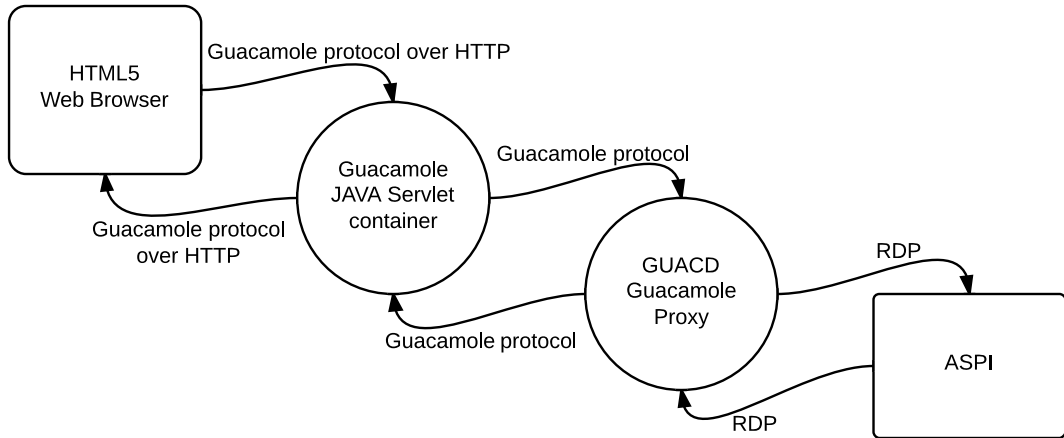 Guacamole protocol over HTTP
HTML5
Web Browser
Guacamole
JAVA Servlet
container
Guacamole protocol
Guacamole protocol
over HTTP
GUACD
Guacamole
Proxy
RDP
Guacamole protocol
ASPI
RDP